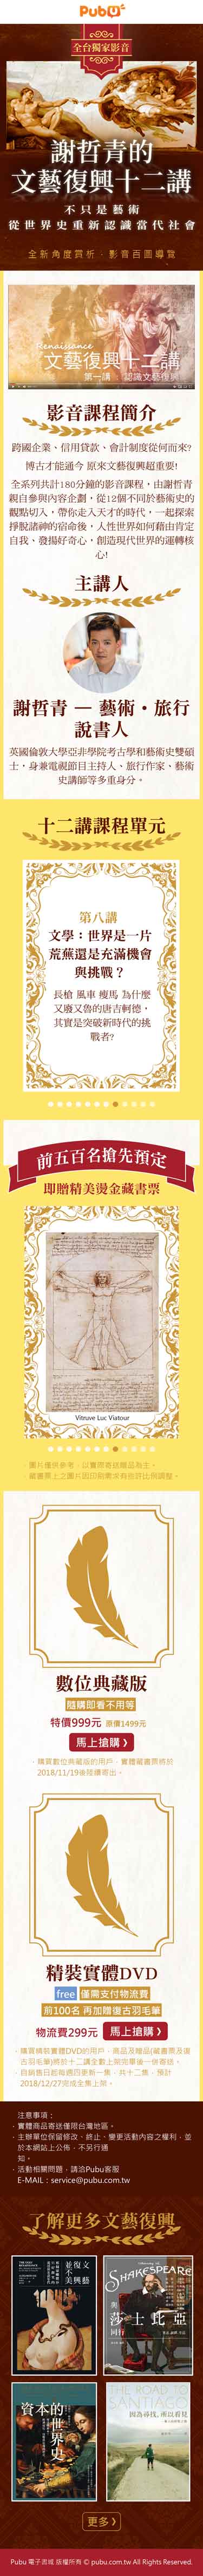 Pubu
全台獨家影音
謝哲青的
文藝復興十二講
不只是藝術
從世界史重新認識當代社會
全新角度賞析、影音百圖導覽
Renaissance
文藝復興十二講
第一講 認識文藝復興
影音課程簡介
跨國企業、信用貸款、會計制度從何而來?
博古才能通今 原來文藝復興超重要!
全系列共計180分鐘的影音課程，由謝哲青
親自參與內容企劃，從12個不同於藝術史的
觀點切入，帶你走入天才的時代，一起探索
掙脫諸神的宿命後，人性世界如何藉由肯定
自我、發揚好奇心，創造現代世界的運轉核
心!
主講人
謝哲青 — 藝術・旅行
說書人
英國倫敦大學亞非學院考古學和藝術史雙碩
士，身兼電視節目主持人、旅行作家、藝術
史講師等多重身分。
十二講課程單元
第八講
文學：世界是一片
荒蕪還是充滿機會
與挑戰？
長槍 風車 瘦馬 為什麼
又廢又魯的唐吉軻德，
其實是突破新時代的挑
戰者?
前五百名搶先預定
即贈精美燙金藏書票
Vitruve Luc Viatour
・圖片僅供參考，以實際寄送贈品為主。
・藏書票上之圖片因印刷需求有些許比例調整。
數位典藏版
隨購即看不用等
特價999元 原價1499元
馬上搶購 ❯
・購買數位典藏版的用戶，實體藏書票將於
2018/11/19後陸續寄出。
精裝實體DVD
free 僅需支付物流費
前100名 再加贈復古羽毛筆
物流費299元 馬上搶購 ❯
・購買精裝實體DVD的用戶，商品及贈品(藏書票及復
古羽毛筆)將於十二講全數上架完畢後一併寄送。
・自銷售日起每週四更新一集，共十二集，預計
2018/12/27完成全集上架。
注意事項：
・實體商品寄送僅限台灣地區。
・主辦單位保留修改、終止、變更活動內容之權利，並
於本網站上公佈，不另行通
知。
・活動相關問題，請洽Pubu客服
E-MAIL：service@pubu.com.tw
了解更多文藝復興
文藝復興
並不美
SHAKESPEARE
與莎士比亞同行
資本的世界史
THE ROAD TO
SANTIAGO
因為尋找，所以看見
更多 ❯
Pubu 電子書城 版權所有 © pubu.com.tw All Rights Reserved.